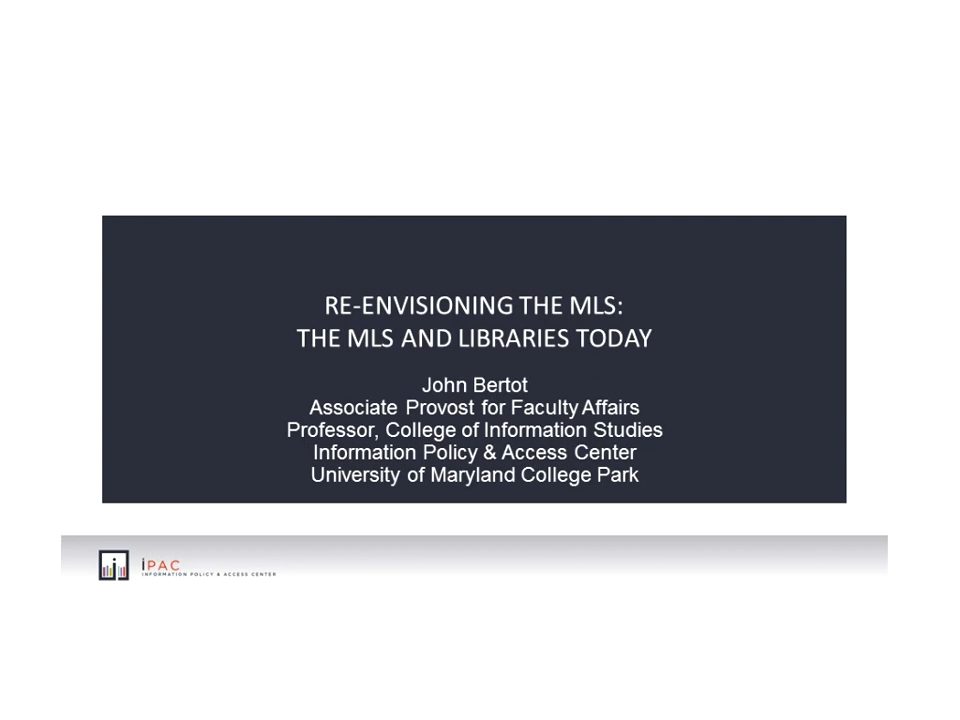 RE-ENVISIONING THE MLS:
THE MLS AND LIBRARIES TODAY
John Bertot
Associate Provost for Faculty Affairs
Professor, College of Information Studies
Information Policy & Access Center
University of Maryland College Park
iPAC
INFORMATION POLICY & ACCESS CENTER